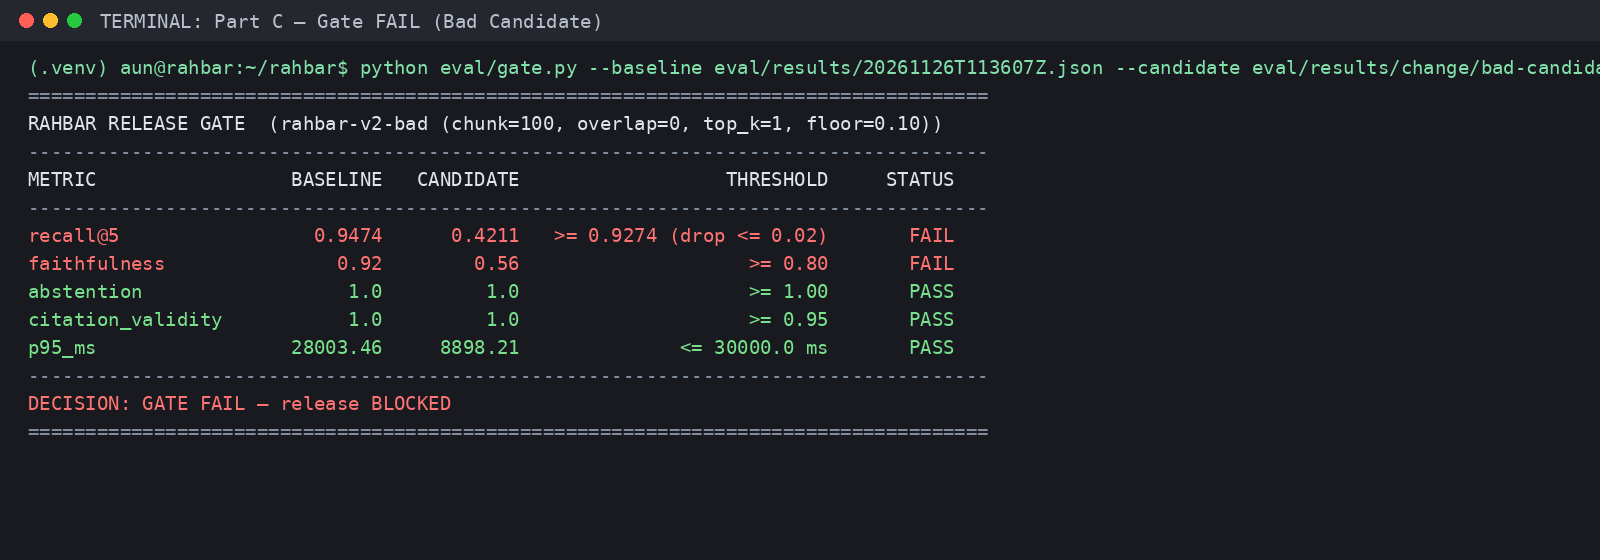 TERMINAL: Part C — Gate FAIL (Bad Candidate)
(.venv) aun@rahbar:~/rahbar$ python eval/gate.py --baseline eval/results/20261126T113607Z.json --candidate eval/results/change/bad-candida
====================================================================================
RAHBAR RELEASE GATE  (rahbar-v2-bad (chunk=100, overlap=0, top_k=1, floor=0.10))
------------------------------------------------------------------------------------
METRIC                 BASELINE   CANDIDATE                  THRESHOLD     STATUS
------------------------------------------------------------------------------------
recall@5                 0.9474      0.4211   >= 0.9274 (drop <= 0.02)       FAIL
faithfulness               0.92        0.56                    >= 0.80       FAIL
abstention                  1.0         1.0                    >= 1.00       PASS
citation_validity           1.0         1.0                    >= 0.95       PASS
p95_ms                 28003.46     8898.21              <= 30000.0 ms       PASS
------------------------------------------------------------------------------------
DECISION: GATE FAIL — release BLOCKED
====================================================================================